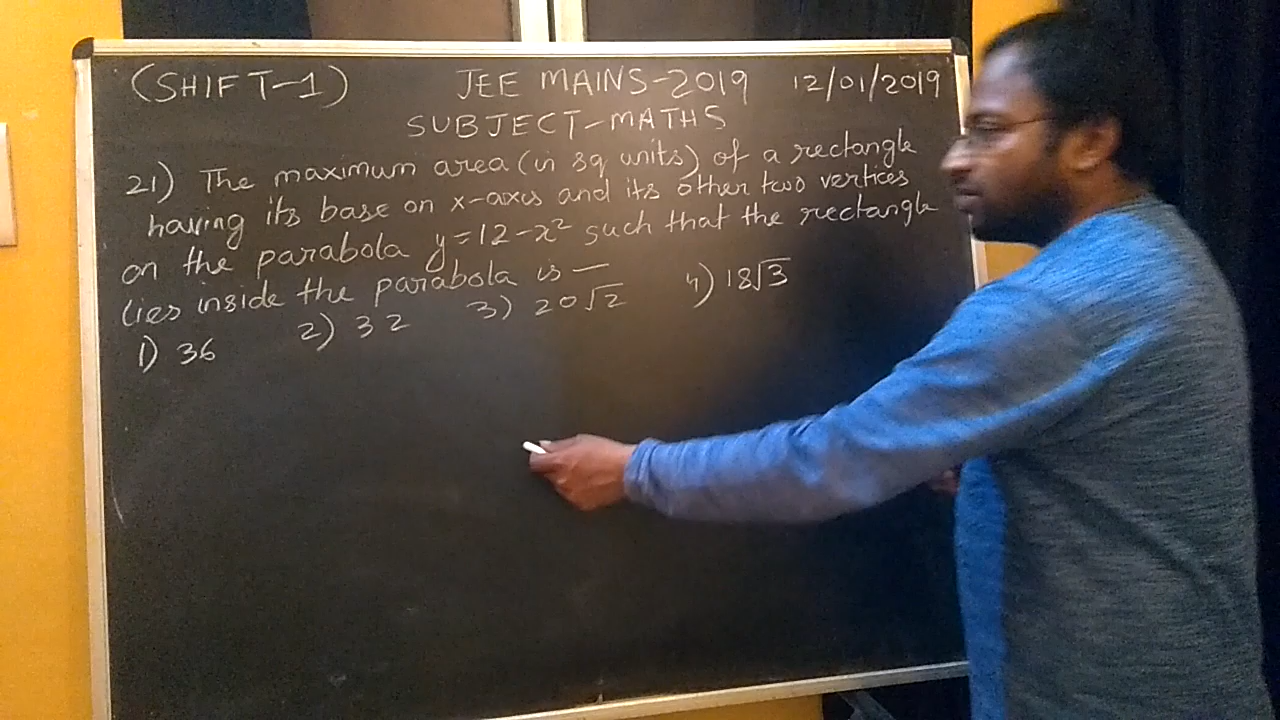 (SHIFT-1) JEE MAINS-2019 12/01/2019
SUBJECT-MATHS
21) The maximum area (in sq units) of a rectangle
having its base on x-axis and its other two vertices
on the parabola y=12-x² such that the rectangle
lies inside the parabola is —
1) 36 2) 32 3) 20√2 4) 18√3